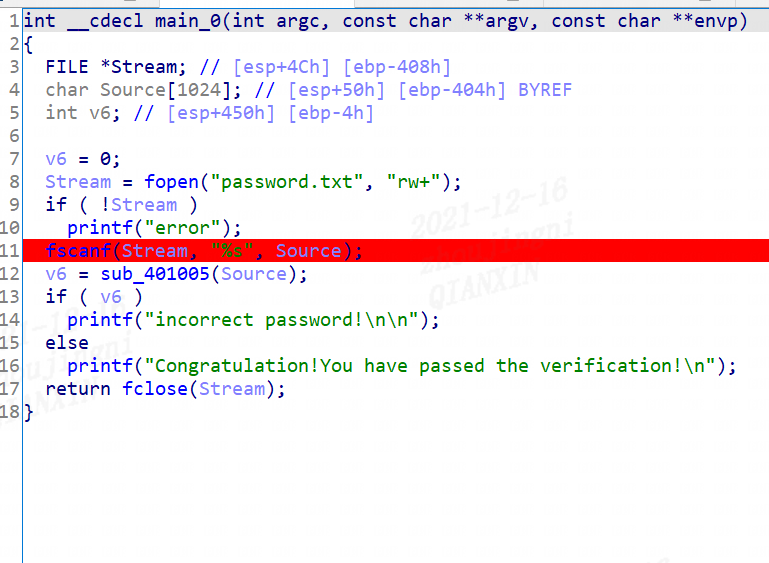 1 int __cdecl main_0(int argc, const char **argv, const char **envp)
2 {
3 FILE *Stream; // [esp+4Ch] [ebp-408h]
4 char Source[1024]; // [esp+50h] [ebp-404h] BYREF
5 int v6; // [esp+450h] [ebp-4h]
6
7 v6 = 0;
8 Stream = fopen("password.txt", "rw+");
9 if ( !Stream )
10 printf("error");
11 fscanf(Stream, "%s", Source);
12 v6 = sub_401005(Source);
13 if ( v6 )
14 printf("incorrect password!\n\n");
15 else
16 printf("Congratulation!You have passed the verification!\n");
17 return fclose(Stream);
18 }
2021-12-16
QIANXIN